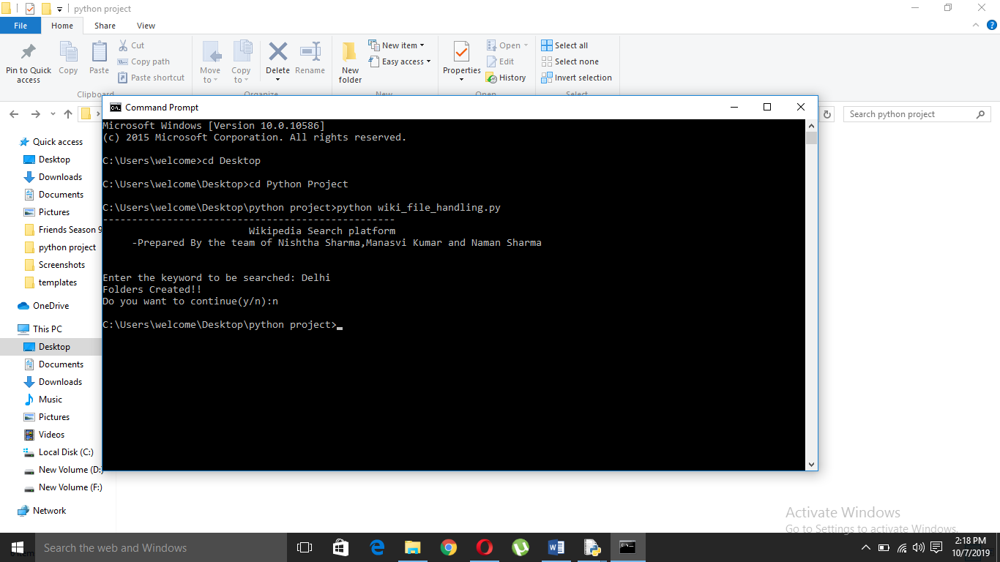 python project
File Home Share View
Pin to Quick access
Copy
Paste
Cut
Copy path
Paste shortcut
Clipboard
Move to
Copy to
Delete
Rename
Organize
New folder
New item
Easy access
New
Properties
Open
Edit
History
Open
Select all
Select none
Invert selection
Select
Search python project
Quick access
Desktop
Downloads
Documents
Pictures
Friends Season 9
python project
Screenshots
templates
OneDrive
This PC
Desktop
Documents
Downloads
Music
Pictures
Videos
Local Disk (C:)
New Volume (D:)
New Volume (F:)
Network
Command Prompt
Microsoft Windows [Version 10.0.10586]
(c) 2015 Microsoft Corporation. All rights reserved.
C:\Users\welcome>cd Desktop
C:\Users\welcome\Desktop>cd Python Project
C:\Users\welcome\Desktop\python project>python wiki_file_handling.py
--------------------------------------------------
Wikipedia Search platform
-Prepared By the team of Nishtha Sharma,Manasvi Kumar and Naman Sharma
Enter the keyword to be searched: Delhi
Folders Created!!
Do you want to continue(y/n):n
C:\Users\welcome\Desktop\python project>_
Activate Windows
Go to Settings to activate Windows.
Search the web and Windows
2:18 PM
10/7/2019